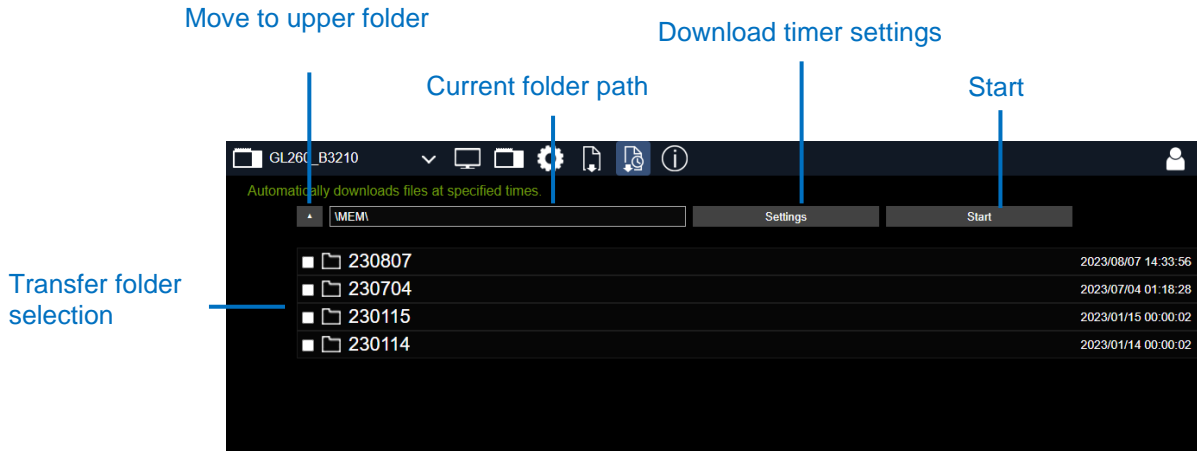 Move to upper folder
Download timer settings
Current folder path
Start
GL260_B3210
Automatically downloads files at specified times.
\MEM\
Settings
Start
230807
2023/08/07 14:33:56
Transfer folder
selection
230704
2023/07/04 01:18:28
230115
2023/01/15 00:00:02
230114
2023/01/14 00:00:02